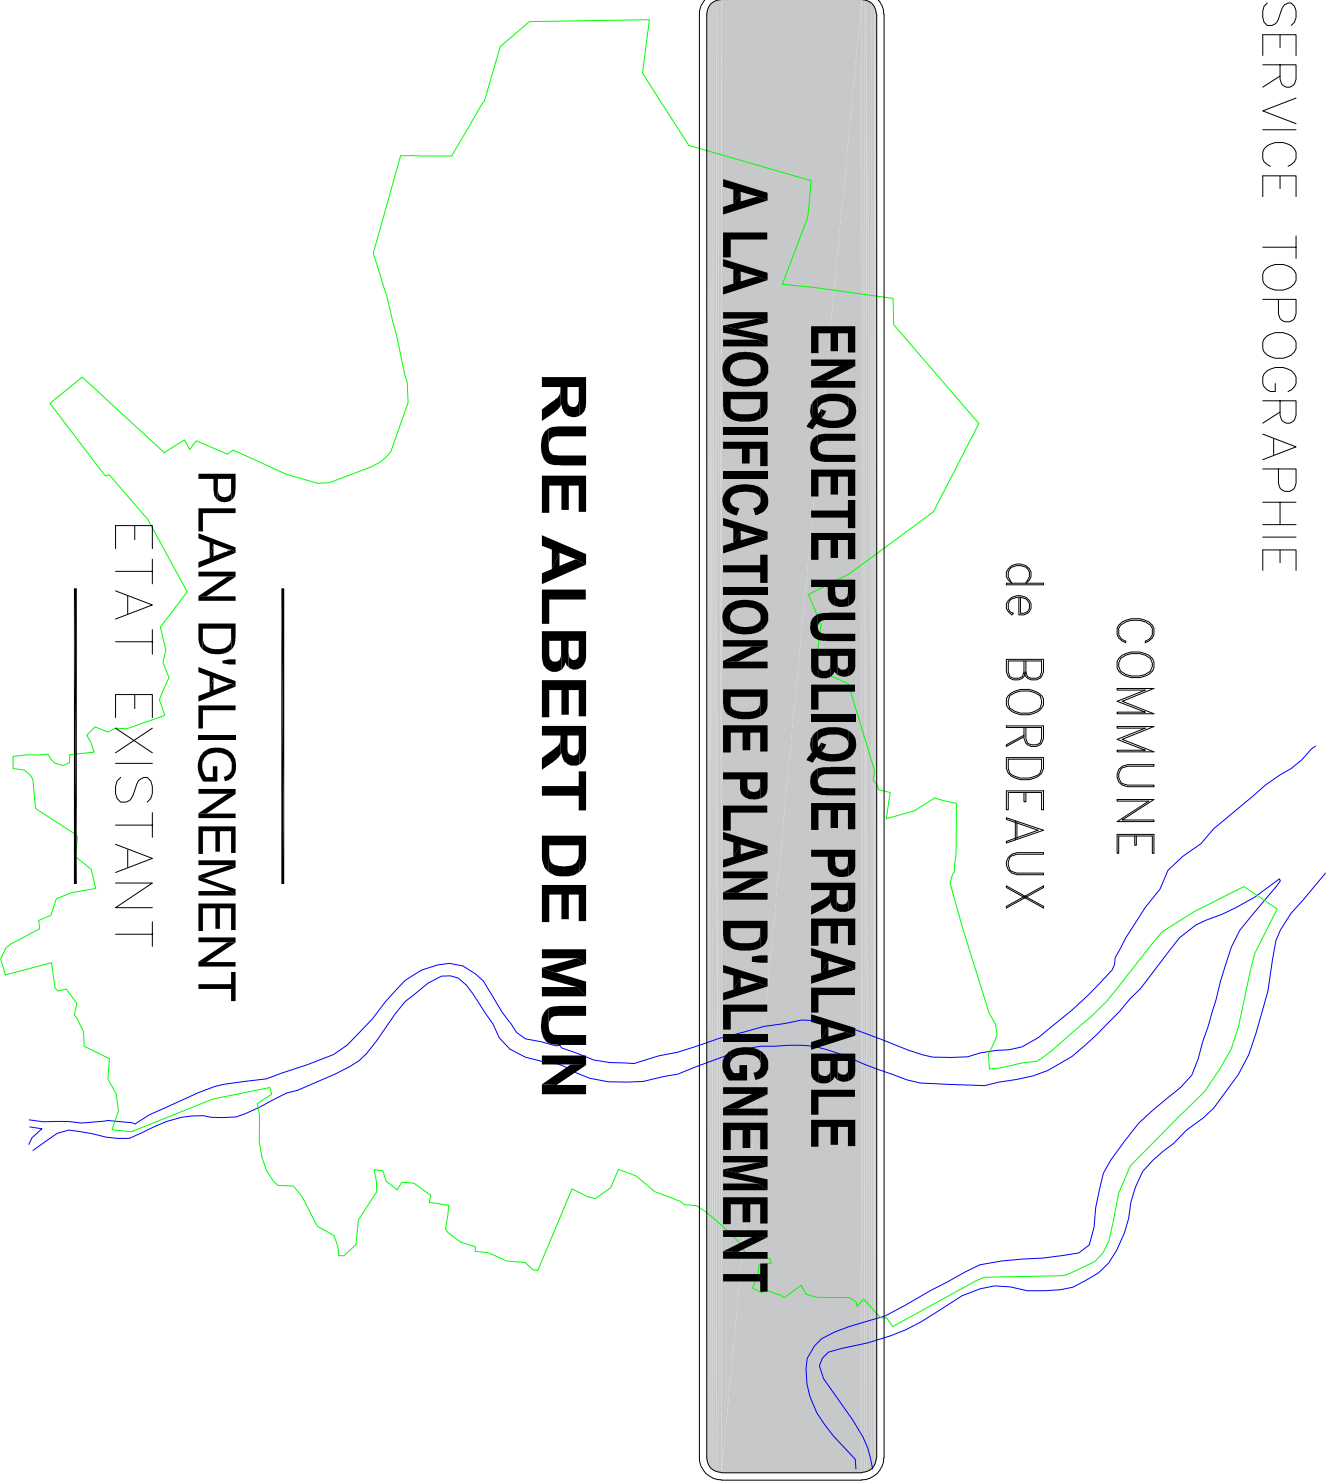 SERVICE TOPOGRAPHIE
COMMUNE
de BORDEAUX
ENQUETE PUBLIQUE PREALABLE
A LA MODIFICATION DE PLAN D'ALIGNEMENT
RUE ALBERT DE MUN
PLAN D'ALIGNEMENT
ETAT EXISTANT